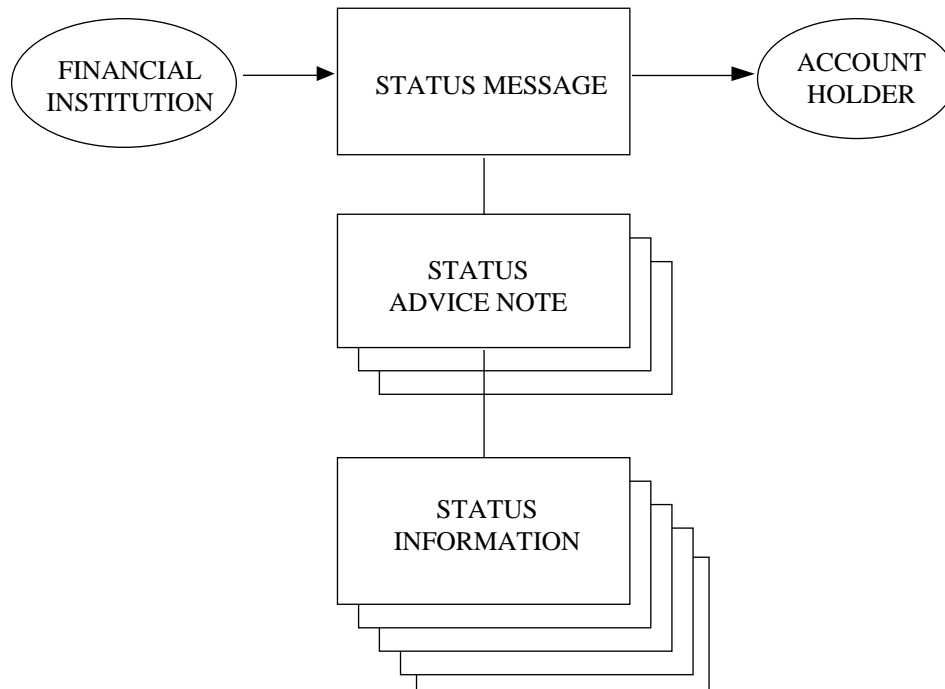 FINANCIAL
INSTITUTION
STATUS MESSAGE
ACCOUNT
HOLDER
STATUS
ADVICE NOTE
STATUS
INFORMATION